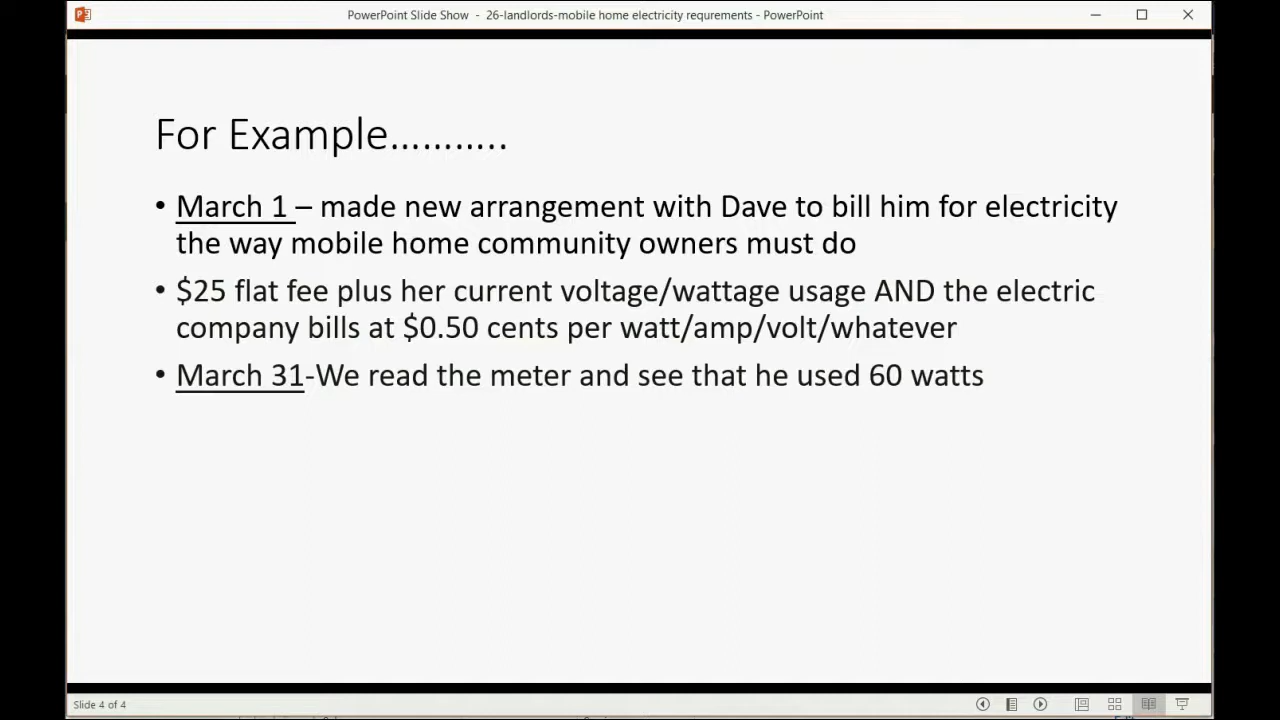 PowerPoint Slide Show - 26-landlords-mobile home electricity requrements - PowerPoint
For Example………..
• March 1 – made new arrangement with Dave to bill him for electricity
the way mobile home community owners must do
• $25 flat fee plus her current voltage/wattage usage AND the electric
company bills at $0.50 cents per watt/amp/volt/whatever
• March 31-We read the meter and see that he used 60 watts
Slide 4 of 4